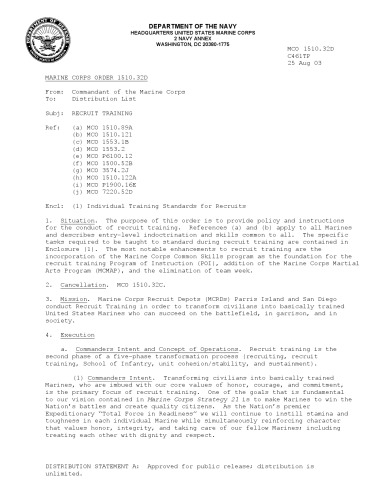 DEPARTMENT OF THE NAVY
HEADQUARTERS UNITED STATES MARINE CORPS
2 NAVY ANNEX
WASHINGTON, DC 20380-1775
MCO 1510.32D
C461TP
25 Aug 03
MARINE CORPS ORDER 1510.32D
From: Commandant of the Marine Corps
To: Distribution List
Subj: RECRUIT TRAINING
Ref: (a) MCO 1510.89A
(b) MCO 1510.121
(c) MCO 1553.1B
(d) MCO 1553.2
(e) MCO P6100.12
(f) MCO 1500.52B
(g) MCO 3574.2J
(h) MCO 1510.122A
(i) MCO P1900.16E
(j) MCO 7220.52D
Encl: (1) Individual Training Standards for Recruits
1. Situation. The purpose of this order is to provide policy and instructions
for the conduct of recruit training. References (a) and (b) apply to all Marines
and describes entry-level indoctrination and skills common to all. The specific
tasks required to be taught to standard during recruit training are contained in
Enclosure (1). The most notable enhancements to recruit training are the
incorporation of the Marine Corps Common Skills program as the foundation for the
recruit training Program of Instruction (POI), addition of the Marine Corps Martial
Arts Program (MCMAP), and the elimination of team week.
2. Cancellation. MCO 1510.32C.
3. Mission. Marine Corps Recruit Depots (MCRDs) Parris Island and San Diego
conduct Recruit Training in order to transform civilians into basically trained
United States Marines who can succeed on the battlefield, in garrison, and in
society.
4. Execution
a. Commanders Intent and Concept of Operations. Recruit training is the
second phase of a five-phase transformation process (recruiting, recruit
training, School of Infantry, unit cohesion/stability, and sustainment).
(1) Commanders Intent. Transforming civilians into basically trained
Marines, who are imbued with our core values of honor, courage, and commitment,
is the primary focus of recruit training. One of the goals that is fundamental
to our vision contained in Marine Corps Strategy 21 is to make Marines to win the
Nation's battles and create quality citizens. As the Nation's premier
Expeditionary "Total Force in Readiness" we will continue to instill stamina and
toughness in each individual Marine while simultaneously reinforcing character
that values honor, integrity, and taking care of our fellow Marines; including
treating each other with dignity and respect.
DISTRIBUTION STATEMENT A: Approved for public release; distribution is
unlimited.